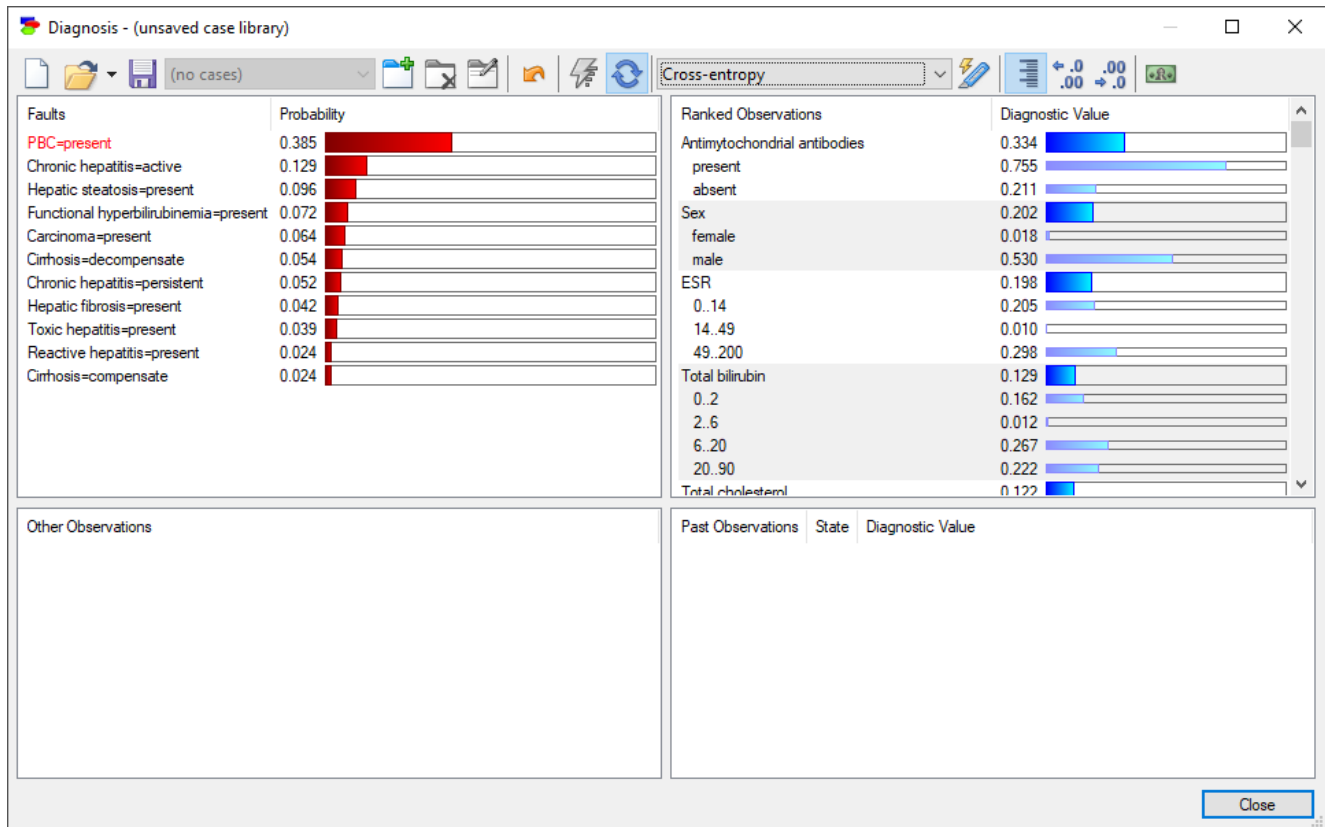 Diagnosis - (unsaved case library)
(no cases)
Cross-entropy
Faults Probability
PBC=present 0.385
Chronic hepatitis=active 0.129
Hepatic steatosis=present 0.096
Functional hyperbilirubinemia=present 0.072
Carcinoma=present 0.064
Cirrhosis=decompensate 0.054
Chronic hepatitis=persistent 0.052
Hepatic fibrosis=present 0.042
Toxic hepatitis=present 0.039
Reactive hepatitis=present 0.024
Cirrhosis=compensate 0.024
Ranked Observations Diagnostic Value
Antimytochondrial antibodies 0.334
present 0.755
absent 0.211
Sex 0.202
female 0.018
male 0.530
ESR 0.198
0..14 0.205
14..49 0.010
49..200 0.298
Total bilirubin 0.129
0..2 0.162
2..6 0.012
6..20 0.267
20..90 0.222
Total cholesterol 0.122
Other Observations
Past Observations State Diagnostic Value
Close